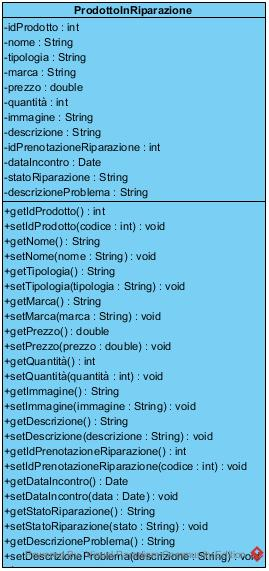 ProdottoInRiparazione
-idProdotto : int
-nome : String
-tipologia : String
-marca : String
-prezzo : double
-quantità : int
-immagine : String
-descrizione : String
-idPrenotazioneRiparazione : int
-dataIncontro : Date
-statoRiparazione : String
-descrizioneProblema : String
+getIdProdotto() : int
+setIdProdotto(codice : int) : void
+getNome() : String
+setNome(nome : String) : void
+getTipologia() : String
+setTipologia(tipologia : String) : void
+getMarca() : String
+setMarca(marca : String) : void
+getPrezzo() : double
+setPrezzo(prezzo : double) : void
+getQuantità() : int
+setQuantità(quantità : int) : void
+getImmagine() : String
+setImmagine(immagine : String) : void
+getDescrizione() : String
+setDescrizione(descrizione : String) : void
+getIdPrenotazioneRiparazione() : int
+setIdPrenotazioneRiparazione(codice : int) : void
+getDataIncontro() : Date
+setDataIncontro(data : Date) : void
+getStatoRiparazione() : String
+setStatoRiparazione(stato : String) : void
+getDescrizioneProblema() : String
+setDescrizioneProblema(descrizione : String) : void